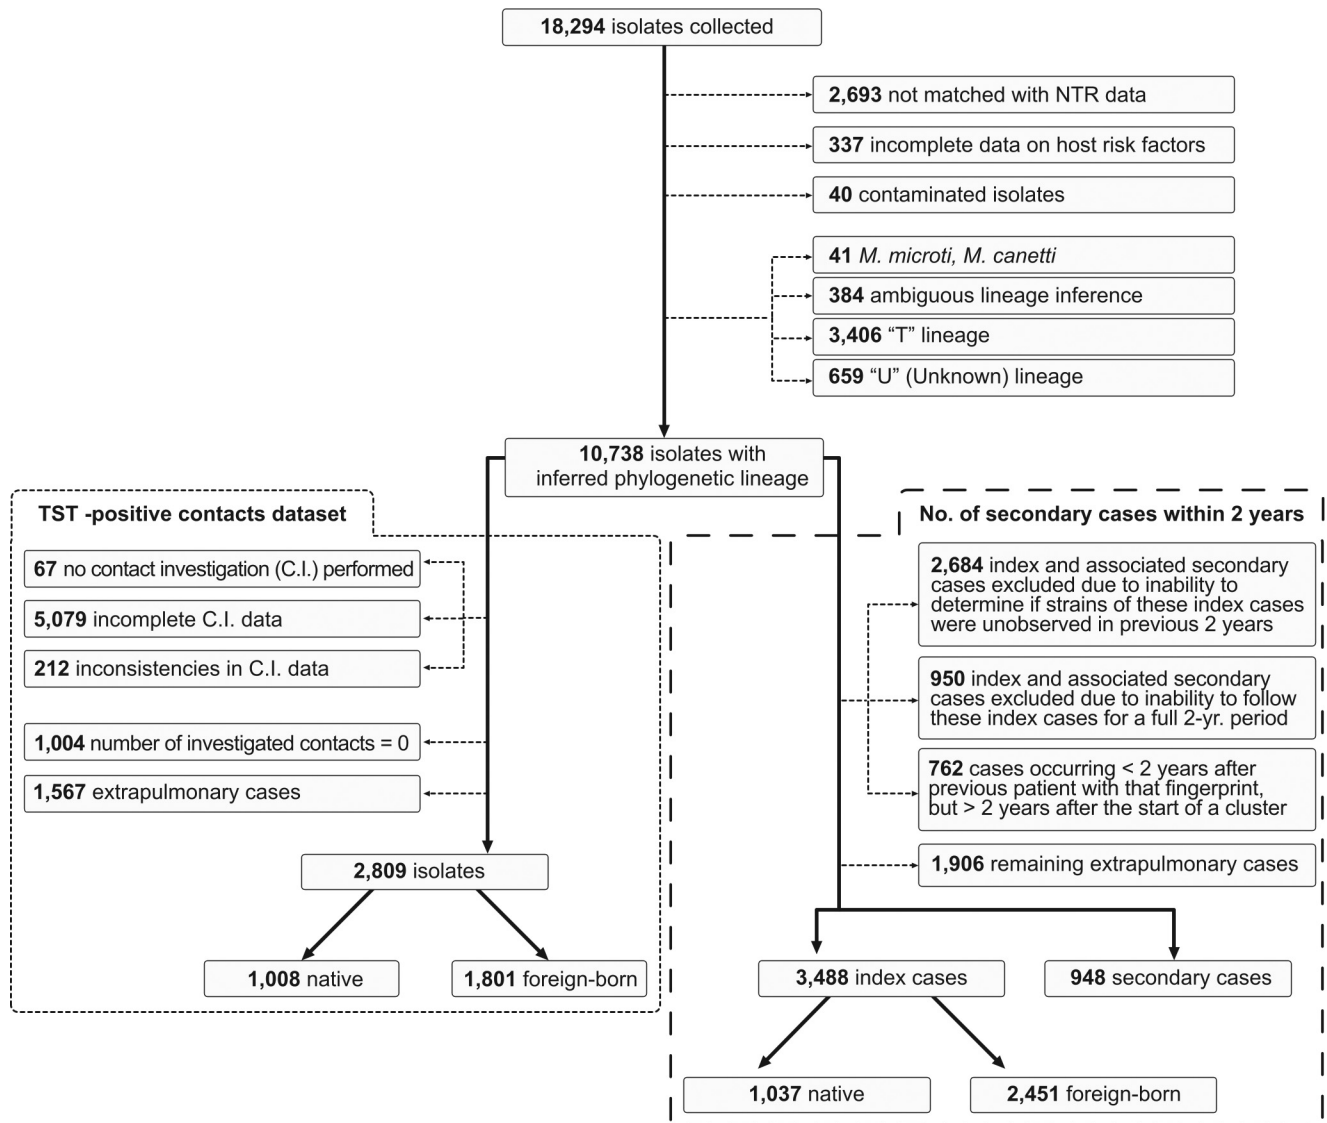 18,294 isolates collected
2,693 not matched with NTR data
337 incomplete data on host risk factors
40 contaminated isolates
41 M. microti, M. canetti
384 ambiguous lineage inference
3,406 “T” lineage
659 “U” (Unknown) lineage
10,738 isolates with
inferred phylogenetic lineage
TST -positive contacts dataset
67 no contact investigation (C.I.) performed
5,079 incomplete C.I. data
212 inconsistencies in C.I. data
1,004 number of investigated contacts = 0
1,567 extrapulmonary cases
2,809 isolates
1,008 native
1,801 foreign-born
No. of secondary cases within 2 years
2,684 index and associated secondary
cases excluded due to inability to
determine if strains of these index cases
were unobserved in previous 2 years
950 index and associated secondary
cases excluded due to inability to follow
these index cases for a full 2-yr. period
762 cases occurring < 2 years after
previous patient with that fingerprint,
but > 2 years after the start of a cluster
1,906 remaining extrapulmonary cases
3,488 index cases
948 secondary cases
1,037 native
2,451 foreign-born